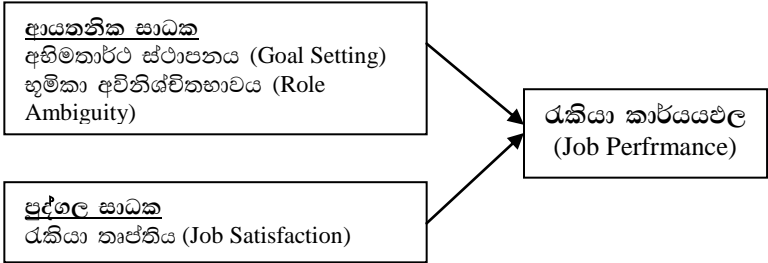 ආයතනික සාධක
අභිමතාර්ථ ස්ථාපනය (Goal Setting)
භූමිකා අවිනිශ්චිතභාවය (Role
Ambiguity)
රැකියා කාර්යයඵල
(Job Perfrmance)
පුද්ගල සාධක
රැකියා තෘප්තිය (Job Satisfaction)